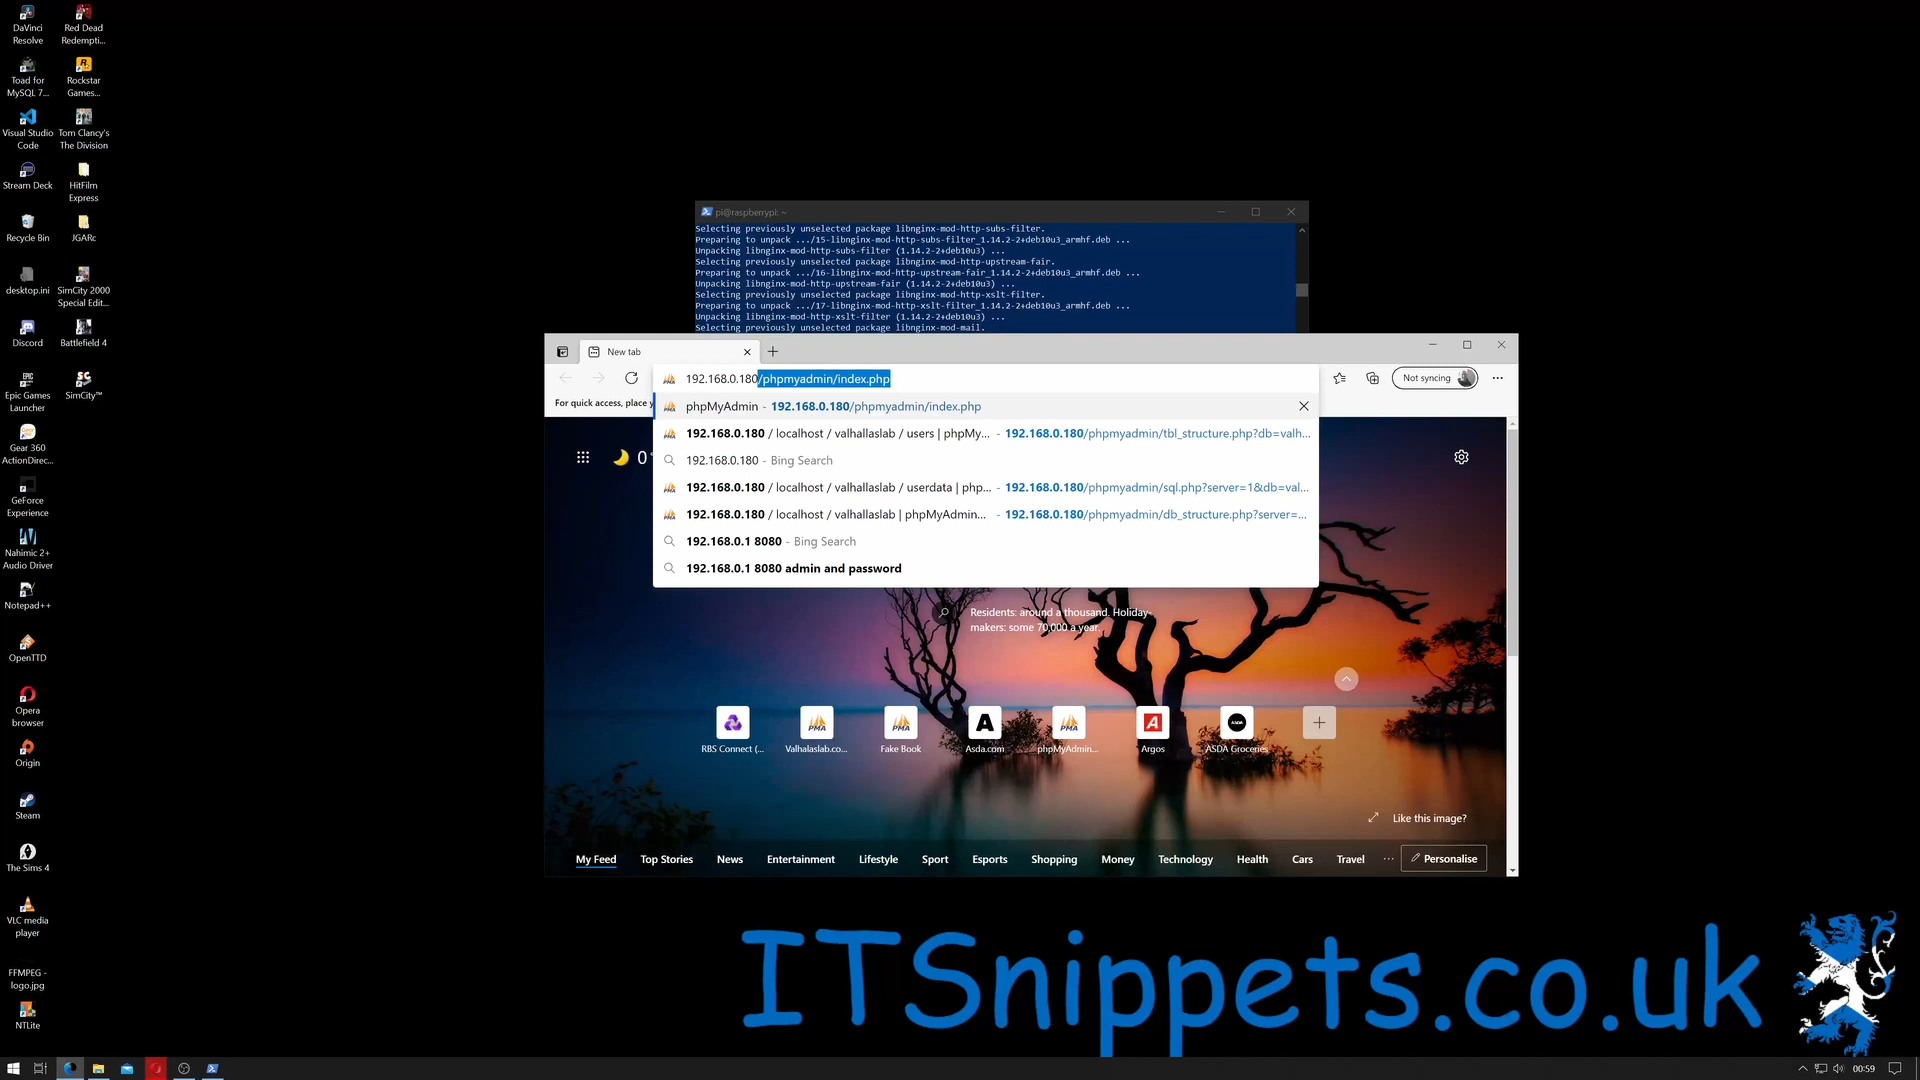 DaVinci
Resolve
Red Dead
Redempti...
Toad for
MySQL 7...
Rockstar
Games...
Visual Studio
Code
Tom Clancy's
The Division
Stream Deck
HitFilm
Express
Recycle Bin
JGARc
desktop.ini
SimCity 2000
Special Edit...
Discord
Battlefield 4
Epic Games
Launcher
SimCity™
Gear 360
ActionDirec...
GeForce
Experience
Nahimic 2+
Audio Driver
Notepad++
OpenTTD
Opera
browser
Origin
Steam
The Sims 4
VLC media
player
FFMPEG -
logo.jpg
NTLite
pi@raspberrypi: ~
Selecting previously unselected package libnginx-mod-http-subs-filter.
Preparing to unpack .../15-libnginx-mod-http-subs-filter_1.14.2-2+deb10u3_armhf.deb ...
Unpacking libnginx-mod-http-subs-filter (1.14.2-2+deb10u3) ...
Selecting previously unselected package libnginx-mod-http-upstream-fair.
Preparing to unpack .../16-libnginx-mod-http-upstream-fair_1.14.2-2+deb10u3_armhf.deb ...
Unpacking libnginx-mod-http-upstream-fair (1.14.2-2+deb10u3) ...
Selecting previously unselected package libnginx-mod-http-xslt-filter.
Preparing to unpack .../17-libnginx-mod-http-xslt-filter_1.14.2-2+deb10u3_armhf.deb ...
Unpacking libnginx-mod-http-xslt-filter (1.14.2-2+deb10u3) ...
Selecting previously unselected package libnginx-mod-mail.
New tab
192.168.0.180/phpmyadmin/index.php
Not syncing
For quick access, place y
phpMyAdmin - 192.168.0.180/phpmyadmin/index.php
192.168.0.180 / localhost / valhallaslab / users | phpMy... - 192.168.0.180/phpmyadmin/tbl_structure.php?db=valh...
192.168.0.180 - Bing Search
192.168.0.180 / localhost / valhallaslab / userdata | php... - 192.168.0.180/phpmyadmin/sql.php?server=1&db=val...
192.168.0.180 / localhost / valhallaslab | phpMyAdmin... - 192.168.0.180/phpmyadmin/db_structure.php?server=...
192.168.0.1 8080 - Bing Search
192.168.0.1 8080 admin and password
0°
Residents: around a thousand. Holiday-
makers: some 70,000 a year.
RBS Connect (...
Valhalaslab.co...
Fake Book
Asda.com
phpMyAdmin...
Argos
ASDA Groceries
Like this image?
My Feed
Top Stories
News
Entertainment
Lifestyle
Sport
Esports
Shopping
Money
Technology
Health
Cars
Travel
...
Personalise
ITSnippets.co.uk
00:59